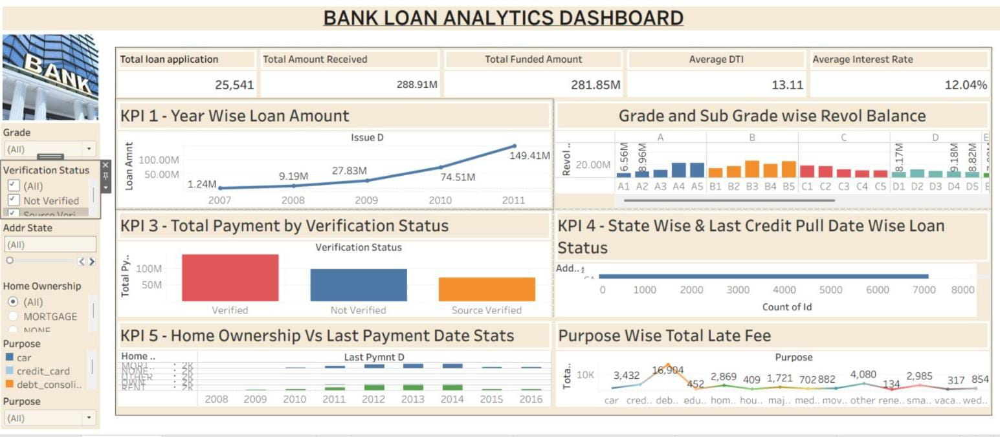 BANK LOAN ANALYTICS DASHBOARD
BANK
Total loan application
Total Amount Received
Total Funded Amount
Average DTI
Average Interest Rate
25,541
288.91M
281.85M
13.11
12.04%
Grade
(All)
Verification Status
(All)
Not Verified
Source Veri..
Addr State
(All)
Home Ownership
(All)
MORTGAGE
NONE
Purpose
car
credit_card
debt_consoli..
Purpose
(All)
KPI 1 - Year Wise Loan Amount
Issue D
Loan Amnt
100.00M
50.00M
1.24M
9.19M
27.83M
74.51M
149.41M
2007 2008 2009 2010 2011
Grade and Sub Grade wise Revol Balance
A B C D E
Revol ..
20.00M
6.56M
8.96M
8.17M
9.18M
8.82M
A1 A2 A3 A4 A5 B1 B2 B3 B4 B5 C1 C2 C3 C4 C5 D1 D2 D3 D4 D5 E
KPI 3 - Total Payment by Verification Status
Verification Status
Total Py..
100M
50M
Verified Not Verified Source Verified
KPI 4 - State Wise & Last Credit Pull Date Wise Loan
Status
Add..
CA
0 1000 2000 3000 4000 5000 6000 7000 8000
Count of Id
KPI 5 - Home Ownership Vs Last Payment Date Stats
Home ..
Last Pymnt D
MORT.. 2K
NONE 2K
OTHER 2K
OWN 2K
RENT 2K
2008 2009 2010 2011 2012 2013 2014 2015 2016
Purpose Wise Total Late Fee
Purpose
Tota..
10K
3,432 16,904 452 2,869 409 1,721 702 882 4,080 134 2,985 317 854
car cred.. deb.. edu.. hom.. hou.. maj.. med.. mov.. other rene.. sma.. vaca.. wed..